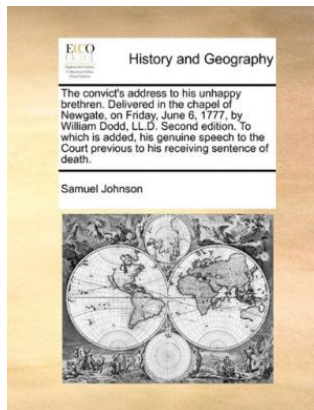 ECCO
History and Geography
The convict's address to his unhappy
brethren. Delivered in the chapel of
Newgate, on Friday, June 6, 1777, by
William Dodd, LL.D. Second edition. To
which is added, his genuine speech to the
Court previous to his receiving sentence of
death.
Samuel Johnson